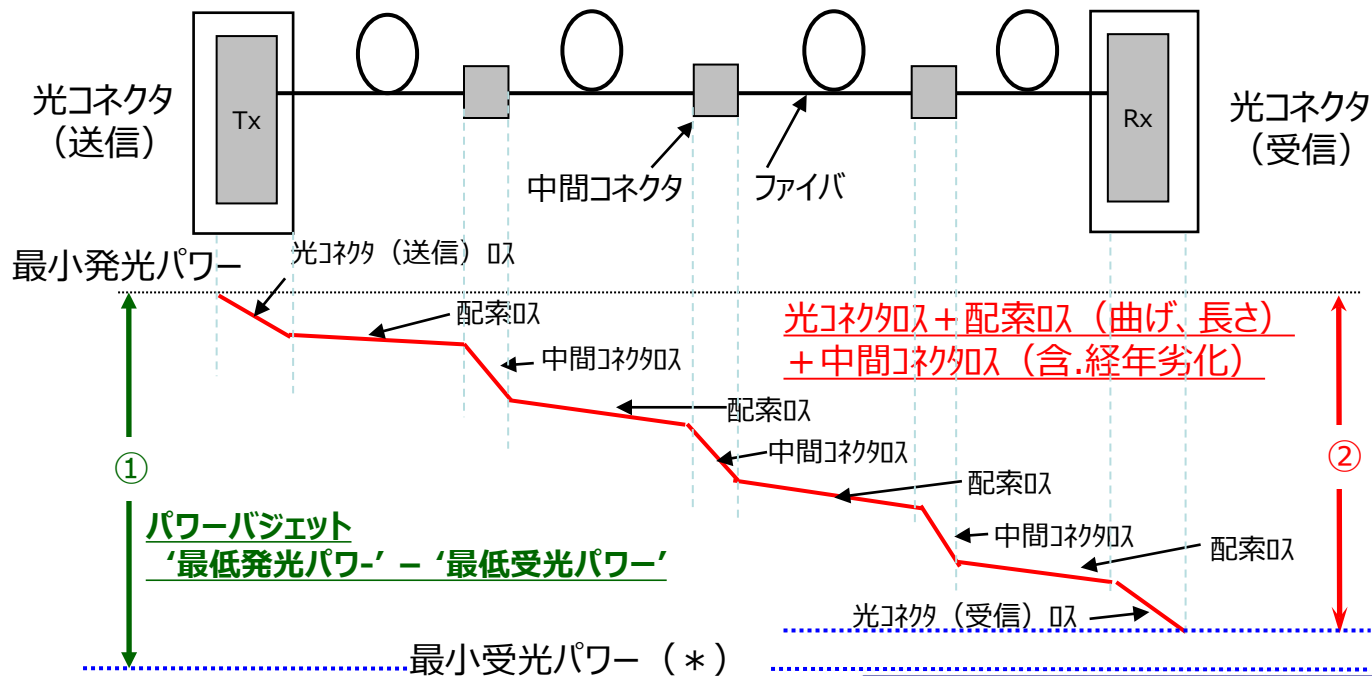 光コネクタ
（送信）
Tx
Rx
光コネクタ
（受信）
中間コネクタ
ファイバ
最小発光パワー
光コネクタ（送信）ロス
配索ロス
光コネクタロス＋配索ロス（曲げ、長さ）
＋中間コネクタロス（含.経年劣化）
中間コネクタロス
配索ロス
中間コネクタロス
①
②
配索ロス
パワーバジェット
‘最低発光パワ-’ － ‘最低受光パワー’
中間コネクタロス
配索ロス
光コネクタ（受信）ロス
最小受光パワー（＊）